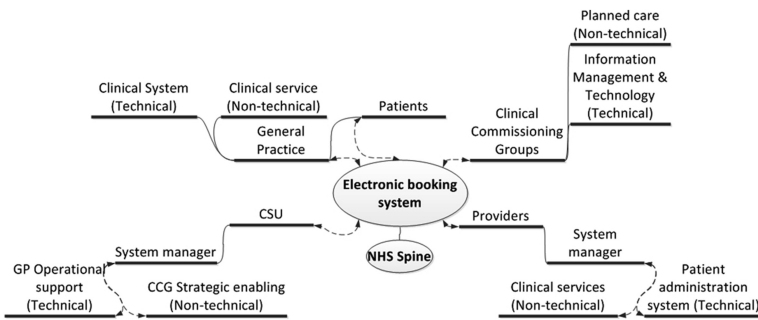 Planned care
(Non-technical)
Information
Management &
Technology
(Technical)
Clinical System
(Technical)
Clinical service
(Non-technical)
General
Practice
Patients
Clinical
Commissioning
Groups
Electronic booking
system
NHS Spine
CSU
System manager
GP Operational
support
(Technical)
CCG Strategic enabling
(Non-technical)
Providers
System
manager
Clinical services
(Non-technical)
Patient
administration
system (Technical)